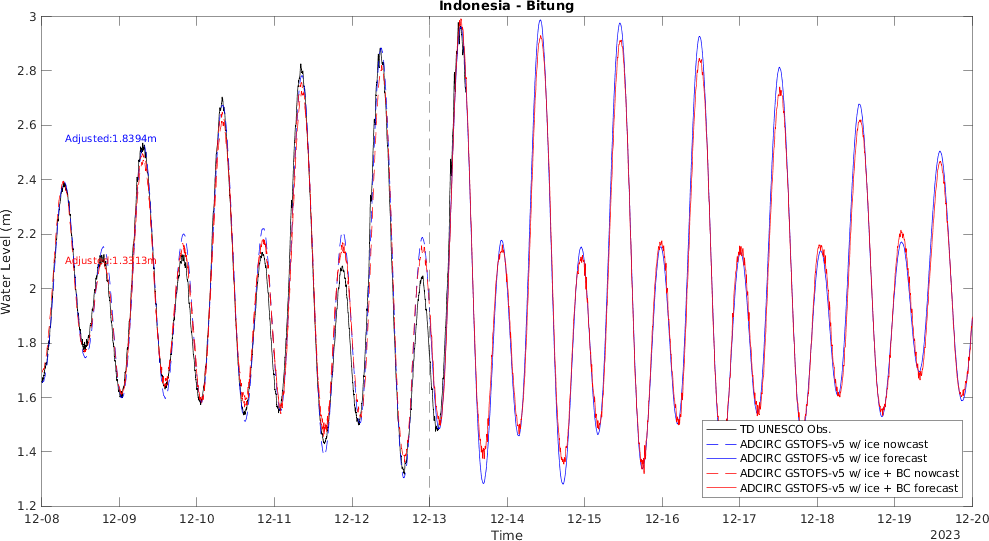 Indonesia - Bitung
3
2.8
2.6
2.4
2.2
2
1.8
1.6
1.4
1.2
Water Level (m)
Adjusted:1.8394m
Adjusted:1.3313m
TD UNESCO Obs.
ADCIRC GSTOFS-v5 w/ ice nowcast
ADCIRC GSTOFS-v5 w/ ice forecast
ADCIRC GSTOFS-v5 w/ ice + BC nowcast
ADCIRC GSTOFS-v5 w/ ice + BC forecast
12-08 12-09 12-10 12-11 12-12 12-13 12-14 12-15 12-16 12-17 12-18 12-19 12-20
Time
2023